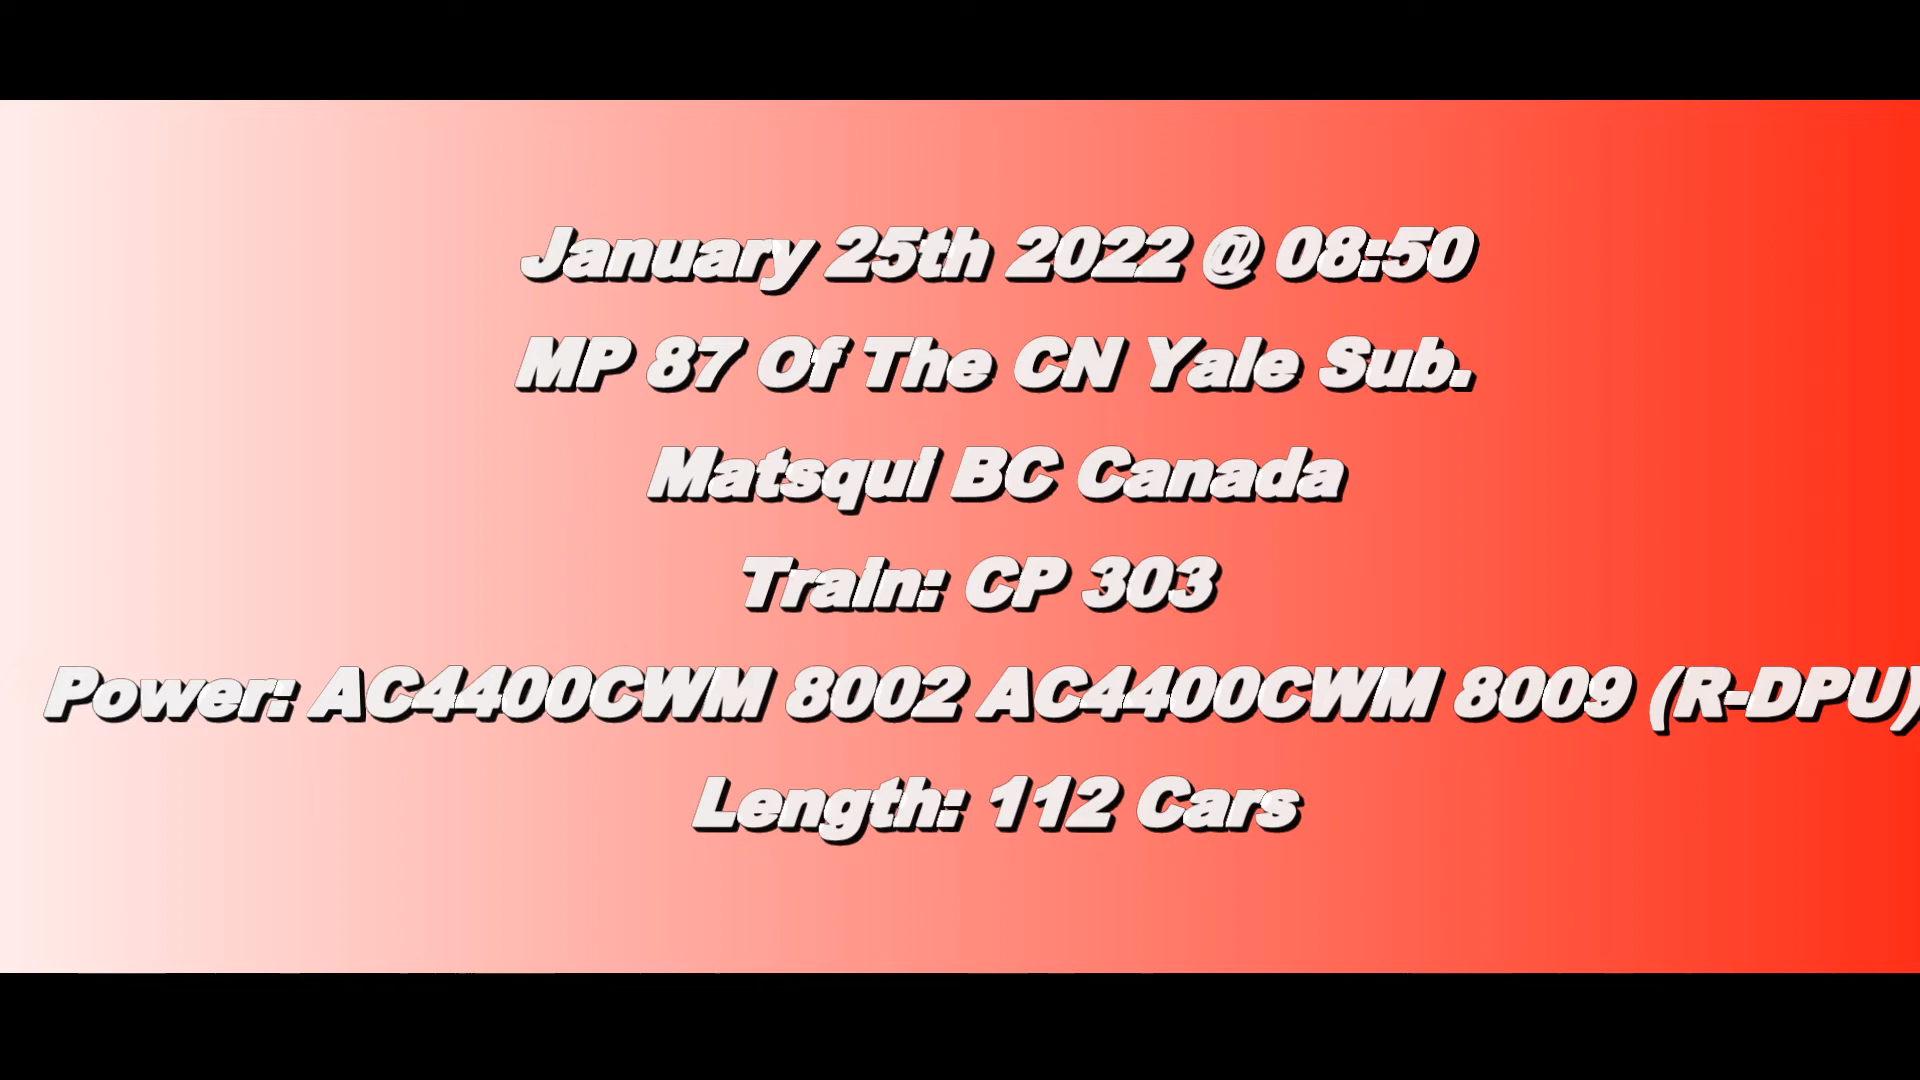 January 25th 2022 @ 08:50
MP 87 Of The CN Yale Sub.
Matsqui BC Canada
Train: CP 303
Power: AC4400CWM 8002 AC4400CWM 8009 (R-DPU)
Length: 112 Cars